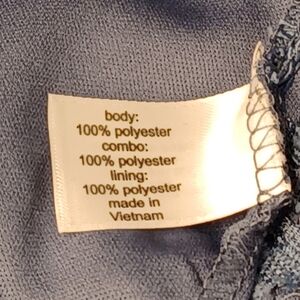 body:
100% polyester
combo:
100% polyester
lining:
100% polyester
made in
Vietnam